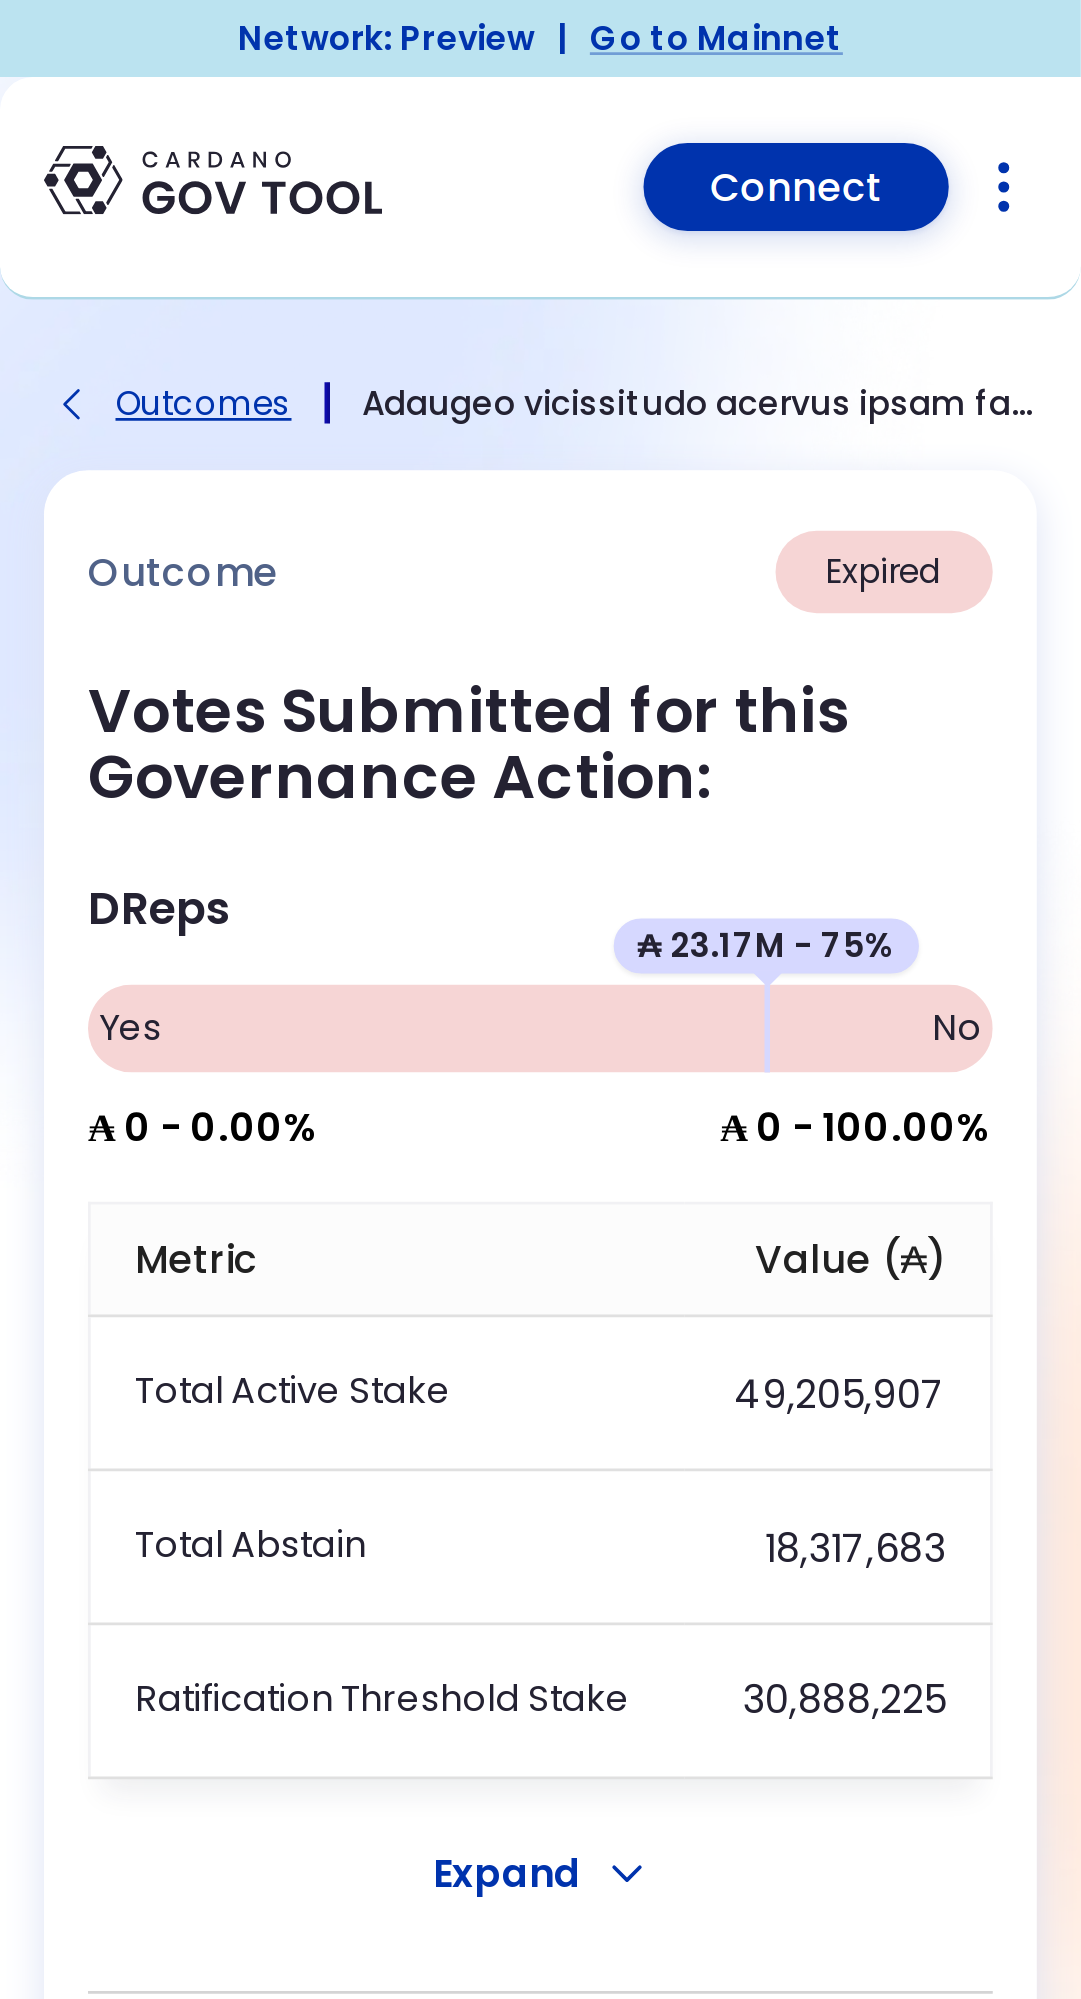 Network: Preview | Go to Mainnet
CARDANO
GOV TOOL
Connect
Outcomes | Adaugeo vicissitudo acervus ipsam fa...
Outcome
Expired
Votes Submitted for this
Governance Action:
DReps
₳ 23.17M - 75%
Yes
No
₳ 0 - 0.00%
₳ 0 - 100.00%
Metric
Value (₳)
Total Active Stake
49,205,907
Total Abstain
18,317,683
Ratification Threshold Stake
30,888,225
Expand